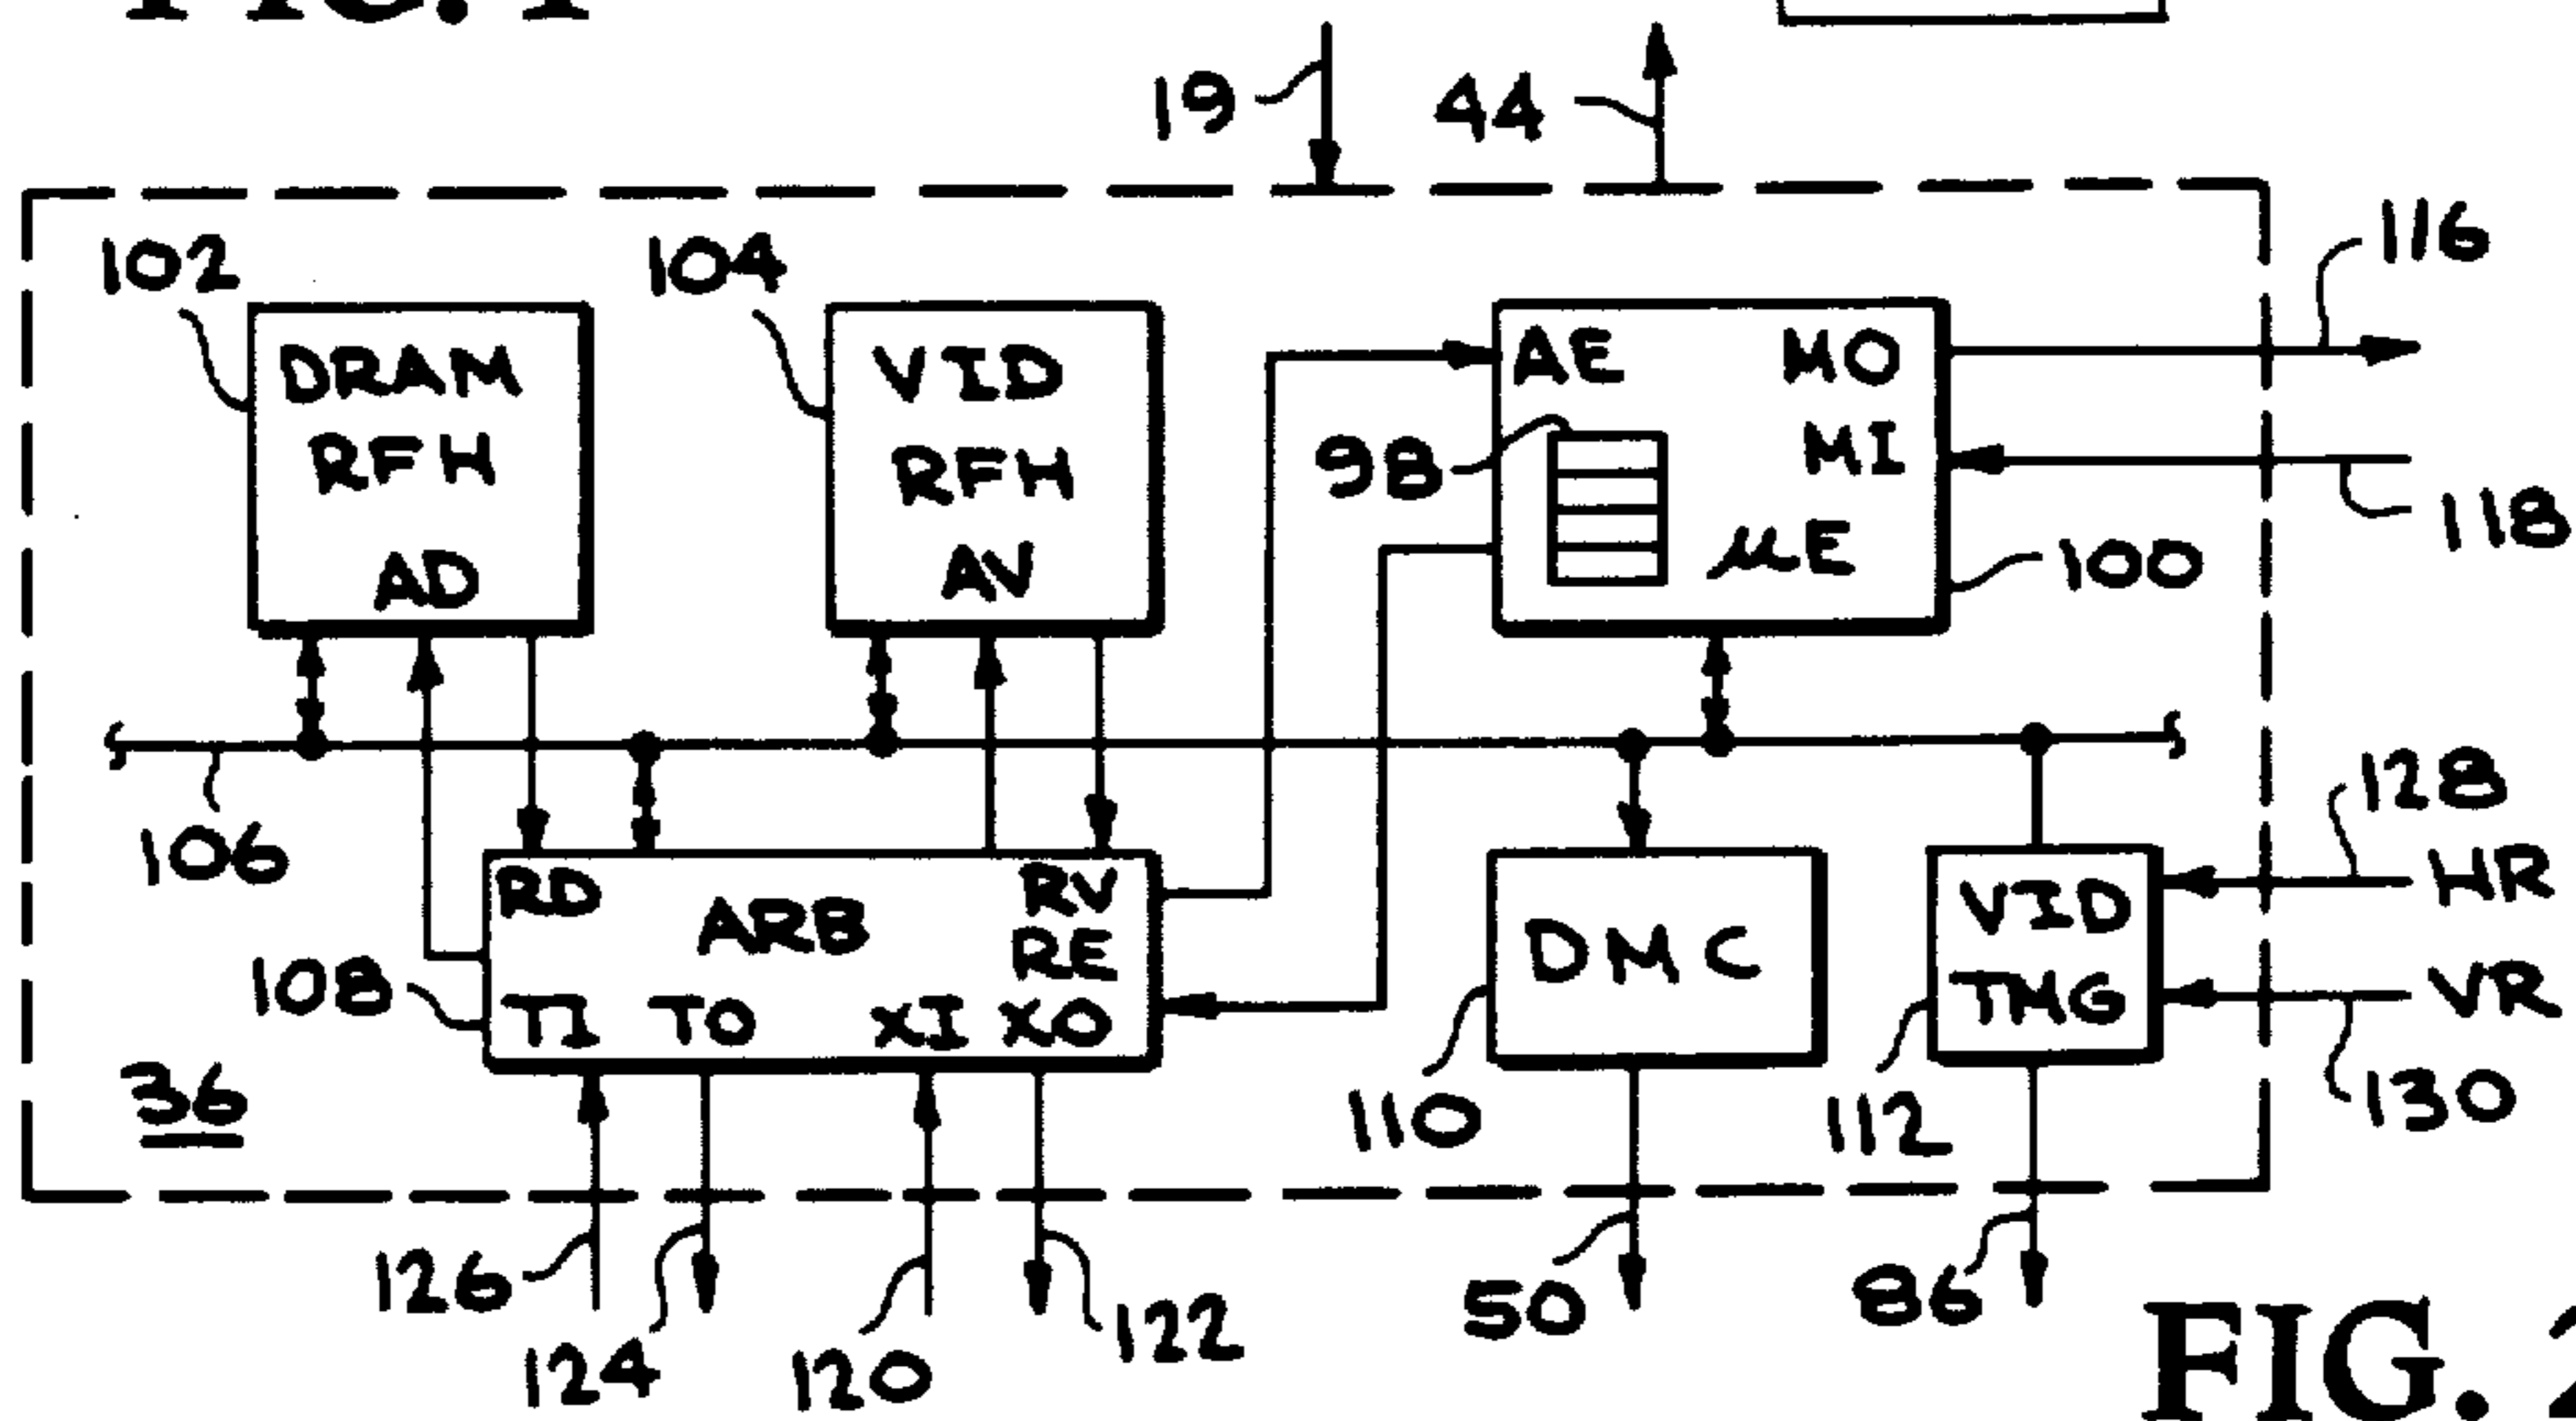 FIG. 1
19
44
102
104
116
DRAM
RFH
AD
VID
RFH
AV
AE
MO
98
MI
µE
118
100
106
128
HR
RD
ARB
RV
RE
108
TI
TO
XI
XO
DMC
VID
TMG
VR
130
36
110
112
126
124
120
122
50
86
FIG. 2